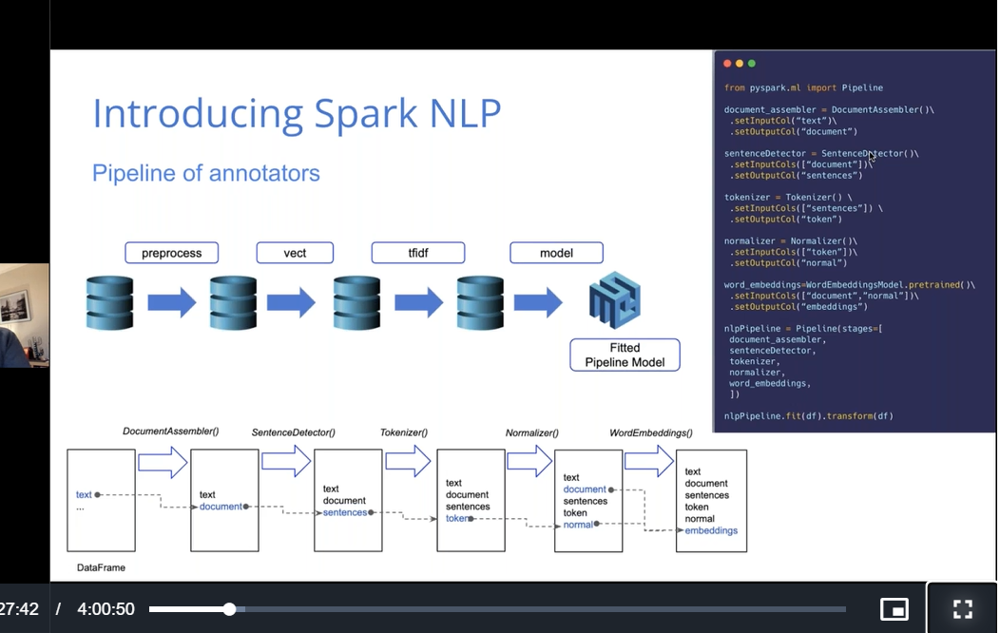 Introducing Spark NLP
Pipeline of annotators
preprocess
vect
tfidf
model
Fitted
Pipeline Model
from pyspark.ml import Pipeline
document_assembler = DocumentAssembler()\
.setInputCol("text")\
.setOutputCol("document")
sentenceDetector = SentenceDetector()\
.setInputCols(["document"])\
.setOutputCol("sentences")
tokenizer = Tokenizer() \
.setInputCols(["sentences"]) \
.setOutputCol("token")
normalizer = Normalizer()\
.setInputCols(["token"])\
.setOutputCol("normal")
word_embeddings=WordEmbeddingsModel.pretrained()\
.setInputCols(["document","normal"])\
.setOutputCol("embeddings")
nlpPipeline = Pipeline(stages=[
document_assembler,
sentenceDetector,
tokenizer,
normalizer,
word_embeddings,
])
nlpPipeline.fit(df).transform(df)
DocumentAssembler()
SentenceDetector()
Tokenizer()
Normalizer()
WordEmbeddings()
text
...
text
document
text
document
sentences
text
document
sentences
token
text
document
sentences
token
normal
text
document
sentences
token
normal
embeddings
DataFrame
27:42 / 4:00:50